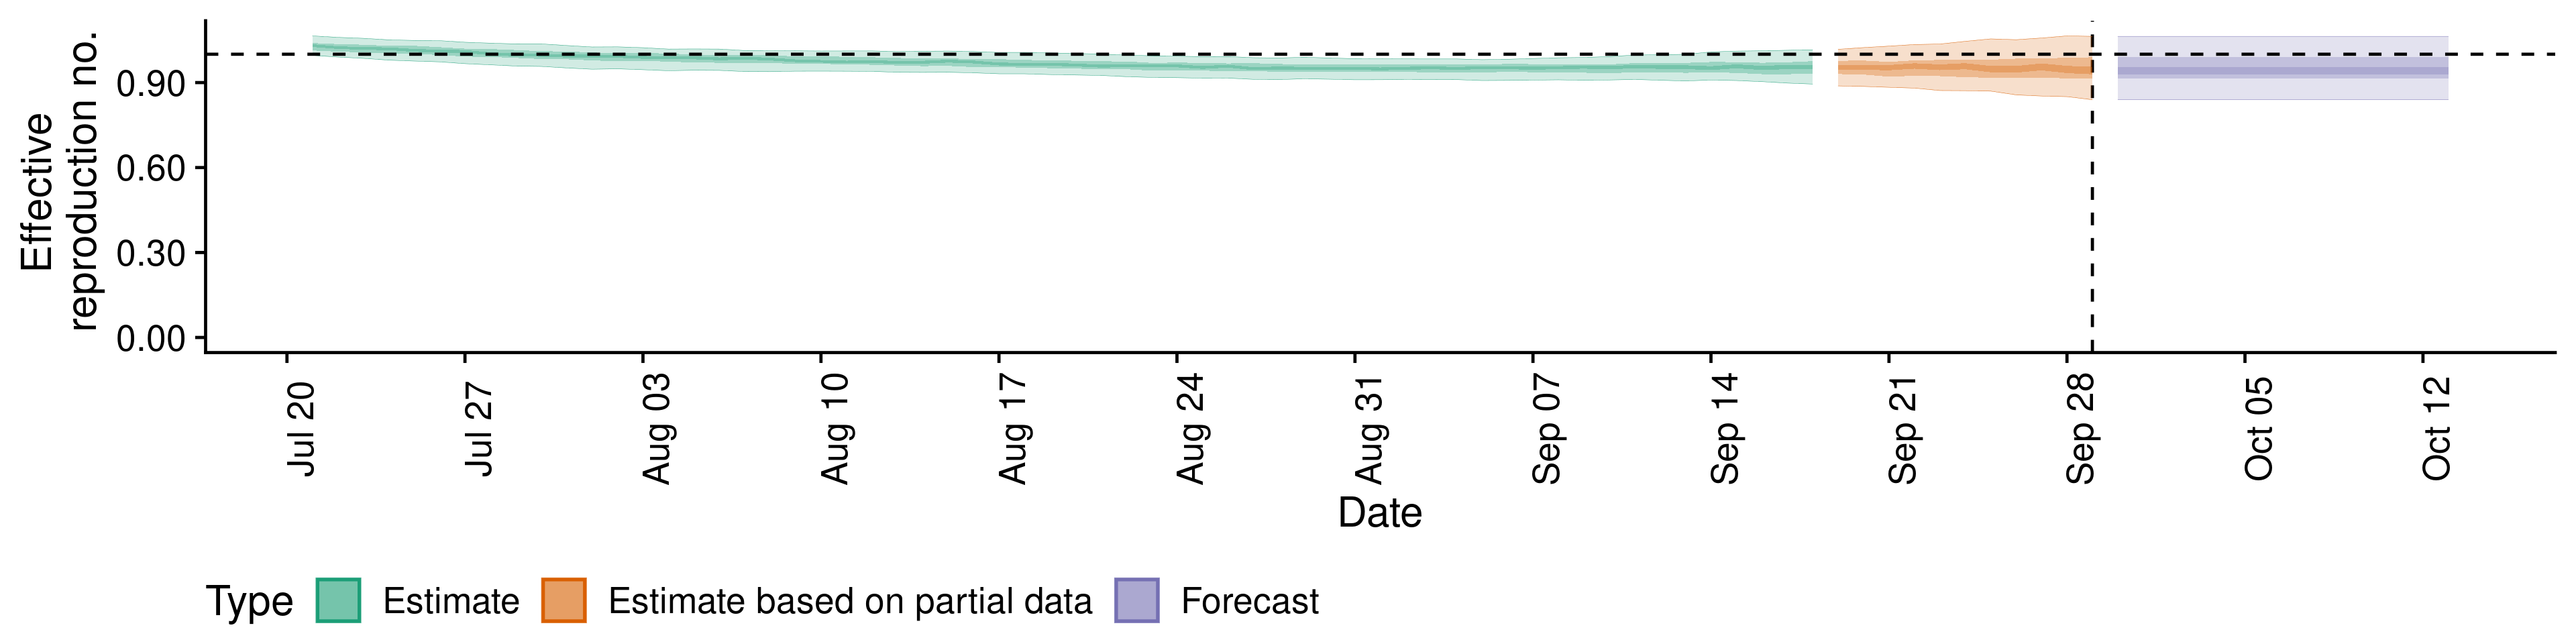 Effective
reproduction no.
0.90
0.60
0.30
0.00
Jul 20
Jul 27
Aug 03
Aug 10
Aug 17
Aug 24
Aug 31
Sep 07
Sep 14
Sep 21
Sep 28
Oct 05
Oct 12
Date
Type Estimate Estimate based on partial data Forecast